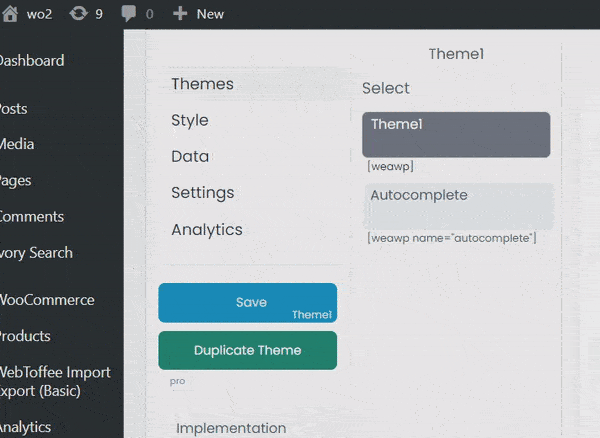 wo2 9 0 New
Dashboard
Posts
Media
Pages
Comments
Ivory Search
WooCommerce
Products
WebToffee Import
Export (Basic)
Analytics
Themes
Style
Data
Settings
Analytics
Save
Theme1
Duplicate Theme
pro
Implementation
Theme1
Select
Theme1
[weawp]
Autocomplete
[weawp name="autocomplete"]